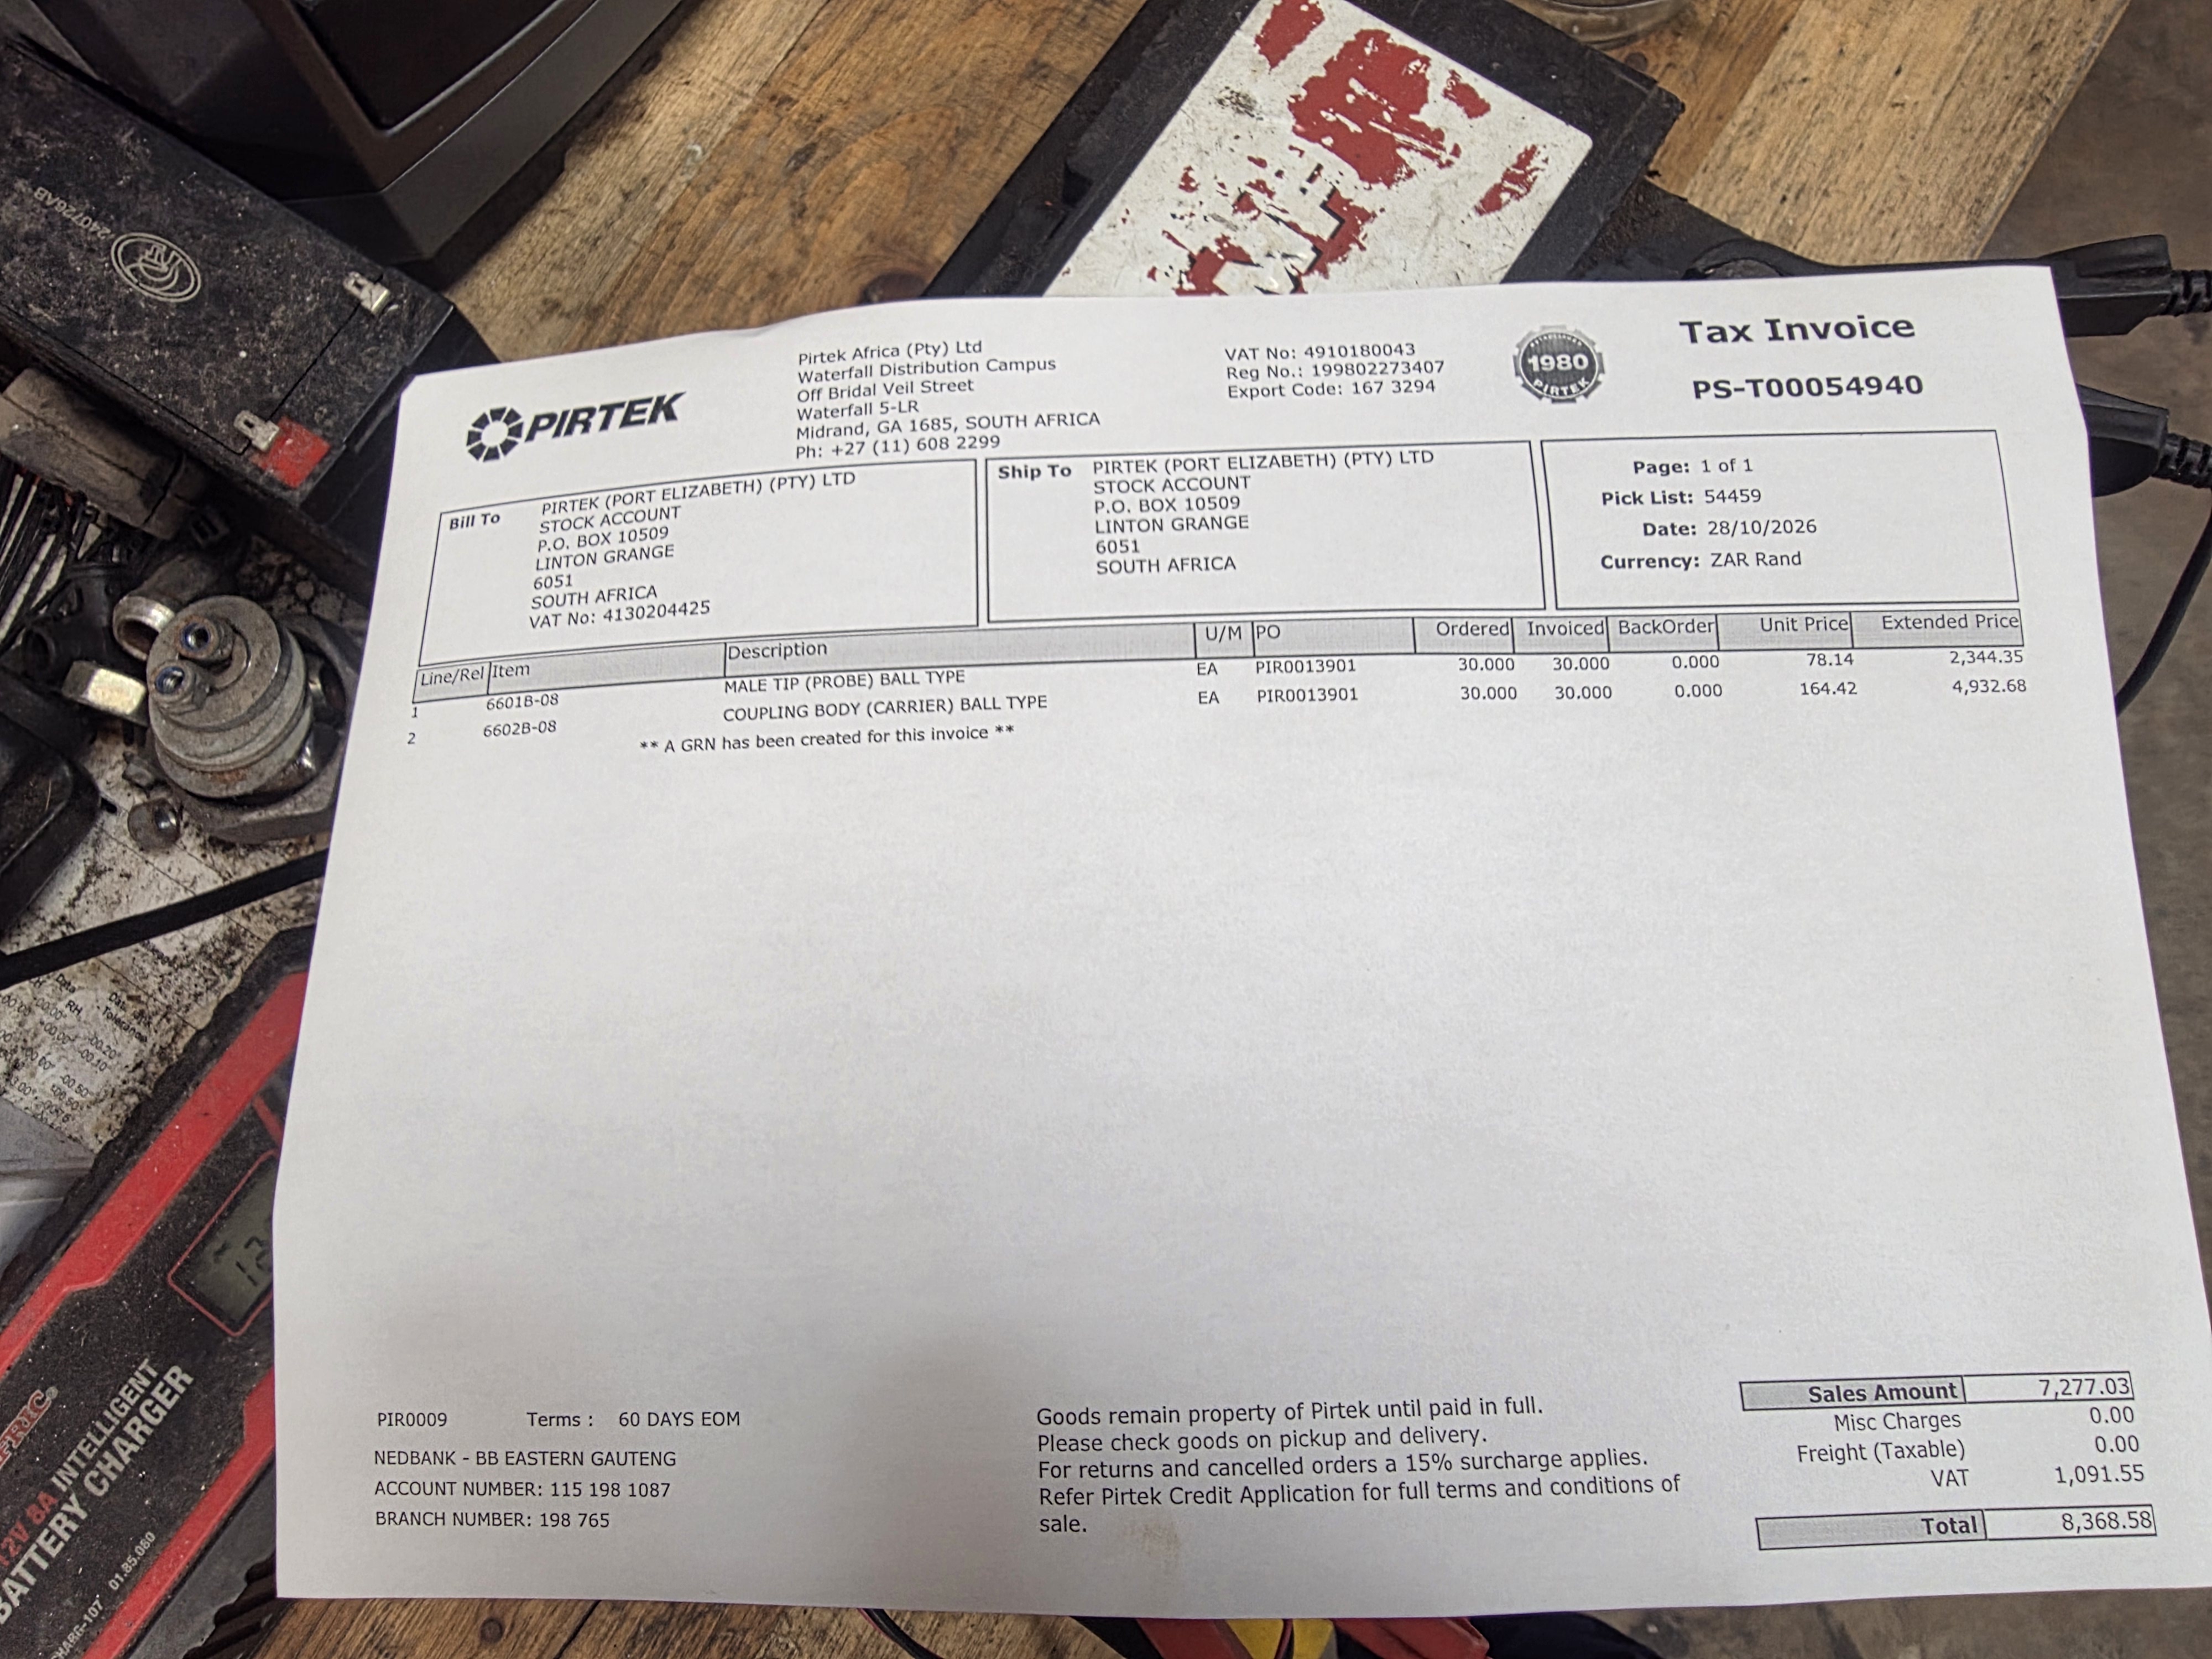 PIRTEK
Pirtek Africa (Pty) Ltd
Waterfall Distribution Campus
Off Bridal Veil Street
Waterfall 5-LR
Midrand, GA 1685, SOUTH AFRICA
Ph: +27 (11) 608 2299
VAT No: 4910180043
Reg No.: 199802273407
Export Code: 167 3294
1980
PIRTEK
Tax Invoice
PS-T00054940
Bill To
PIRTEK (PORT ELIZABETH) (PTY) LTD
STOCK ACCOUNT
P.O. BOX 10509
LINTON GRANGE
6051
SOUTH AFRICA
VAT No: 4130204425
Ship To
PIRTEK (PORT ELIZABETH) (PTY) LTD
STOCK ACCOUNT
P.O. BOX 10509
LINTON GRANGE
6051
SOUTH AFRICA
Page: 1 of 1
Pick List: 54459
Date: 28/10/2026
Currency: ZAR Rand
Line/Rel Item Description U/M PO Ordered Invoiced BackOrder Unit Price Extended Price
1 6601B-08 MALE TIP (PROBE) BALL TYPE EA PIR0013901 30.000 30.000 0.000 78.14 2,344.35
2 6602B-08 COUPLING BODY (CARRIER) BALL TYPE EA PIR0013901 30.000 30.000 0.000 164.42 4,932.68
** A GRN has been created for this invoice **
PIR0009 Terms : 60 DAYS EOM
NEDBANK - BB EASTERN GAUTENG
ACCOUNT NUMBER: 115 198 1087
BRANCH NUMBER: 198 765
Goods remain property of Pirtek until paid in full.
Please check goods on pickup and delivery.
For returns and cancelled orders a 15% surcharge applies.
Refer Pirtek Credit Application for full terms and conditions of
sale.
Sales Amount 7,277.03
Misc Charges 0.00
Freight (Taxable) 0.00
VAT 1,091.55
Total 8,368.58
12V 8A INTELLIGENT
BATTERY CHARGER
01.85.060
240726AB